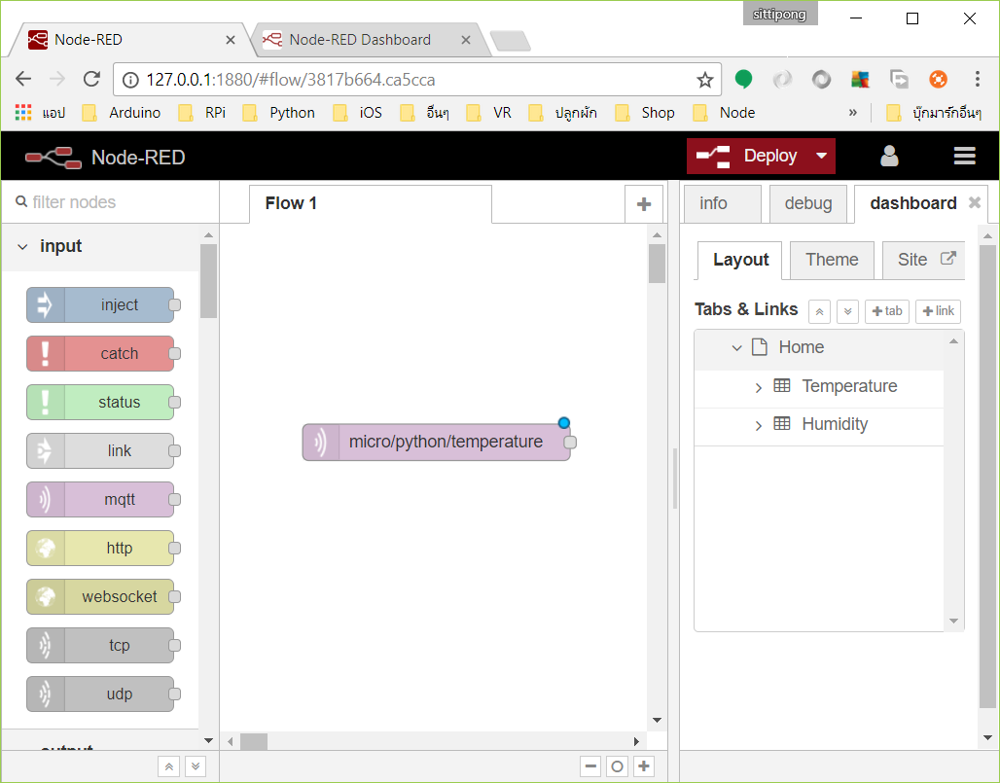 sittipong
Node-RED
Node-RED Dashboard
127.0.0.1:1880/#flow/3817b664.ca5cca
แอป Arduino RPi Python iOS อื่นๆ VR ปลูกผัก Shop Node » บุ๊กมาร์กอื่นๆ
Node-RED Deploy
filter nodes
Flow 1
info debug dashboard
input
Layout Theme Site
Tabs & Links tab link
Home
Temperature
Humidity
inject
catch
status
link
mqtt
http
websocket
tcp
udp
output
micro/python/temperature